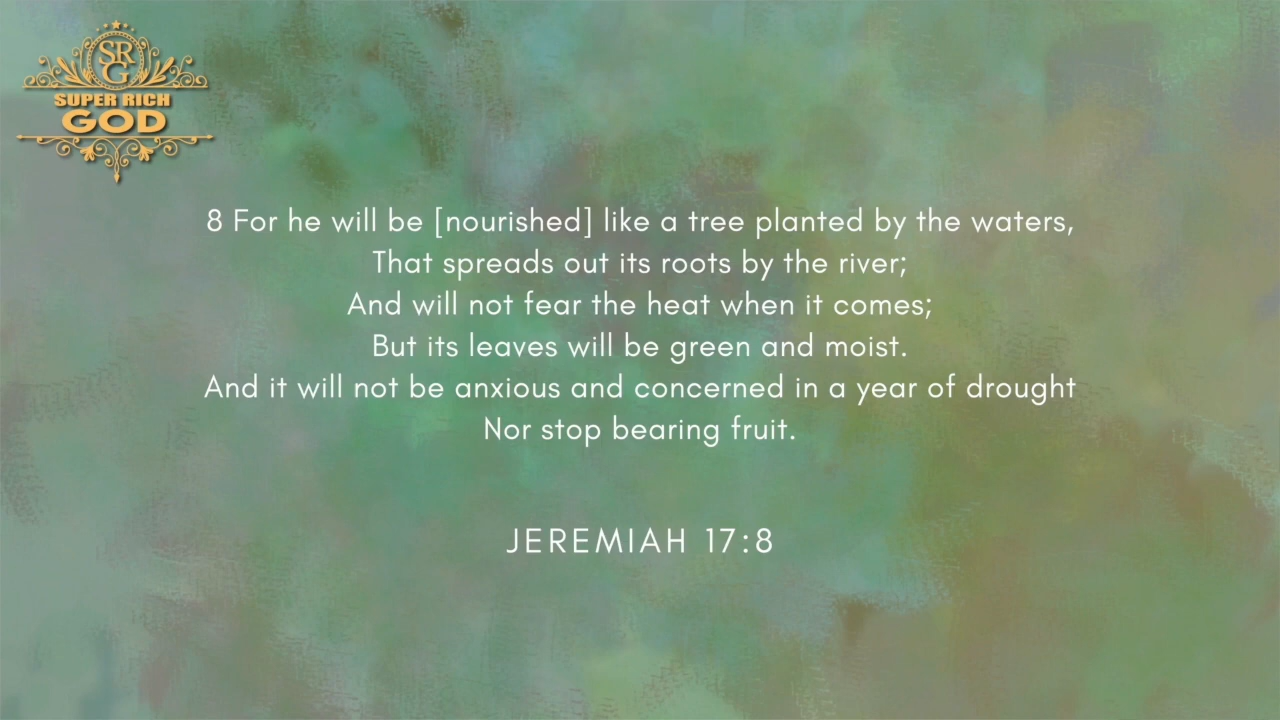 SRG
SUPER RICH
GOD
8 For he will be [nourished] like a tree planted by the waters,
That spreads out its roots by the river;
And will not fear the heat when it comes;
But its leaves will be green and moist.
And it will not be anxious and concerned in a year of drought
Nor stop bearing fruit.
JEREMIAH 17:8